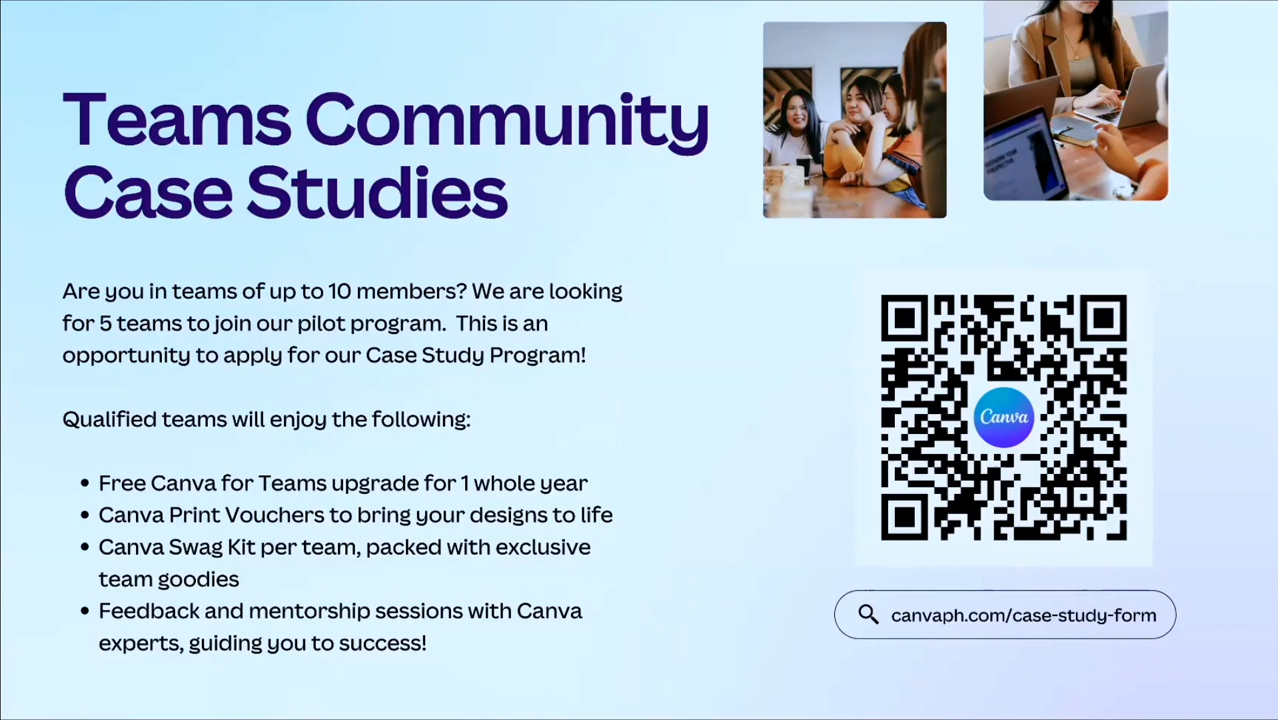 Teams Community
Case Studies
Are you in teams of up to 10 members? We are looking
for 5 teams to join our pilot program.  This is an
opportunity to apply for our Case Study Program!
Qualified teams will enjoy the following:
• Free Canva for Teams upgrade for 1 whole year
• Canva Print Vouchers to bring your designs to life
• Canva Swag Kit per team, packed with exclusive
team goodies
• Feedback and mentorship sessions with Canva
experts, guiding you to success!
Canva
canvaph.com/case-study-form